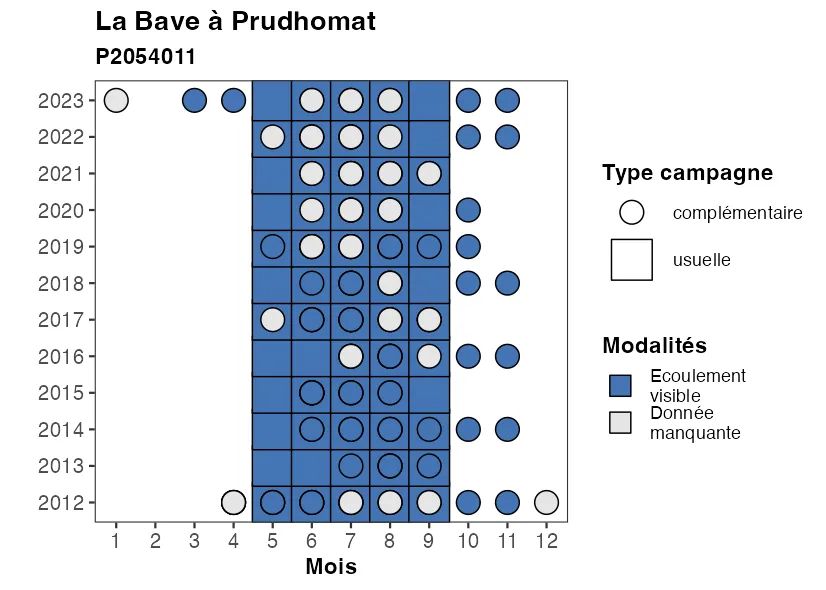 La Bave à Prudhomat
P2054011
2023
2022
2021
2020
2019
2018
2017
2016
2015
2014
2013
2012
1 2 3 4 5 6 7 8 9 10 11 12
Mois
Type campagne
complémentaire
usuelle
Modalités
Ecoulement
visible
Donnée
manquante